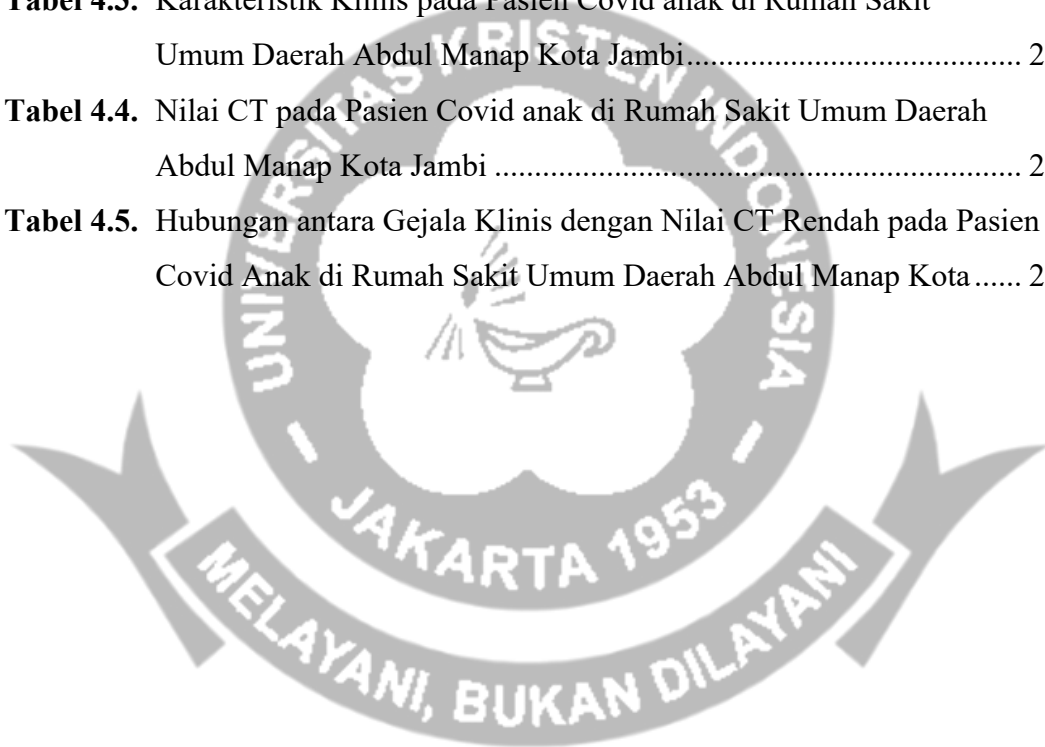 Tabel 4.3. Karakteristik Klinis pada Pasien Covid anak di Rumah Sakit
Umum Daerah Abdul Manap Kota Jambi........................................ 2
Tabel 4.4. Nilai CT pada Pasien Covid anak di Rumah Sakit Umum Daerah
Abdul Manap Kota Jambi ................................................................ 2
Tabel 4.5. Hubungan antara Gejala Klinis dengan Nilai CT Rendah pada Pasien
Covid Anak di Rumah Sakit Umum Daerah Abdul Manap Kota ...... 2
UNIVERSITAS KRISTEN INDONESIA
- JAKARTA 1953 -
MELAYANI, BUKAN DILAYANI